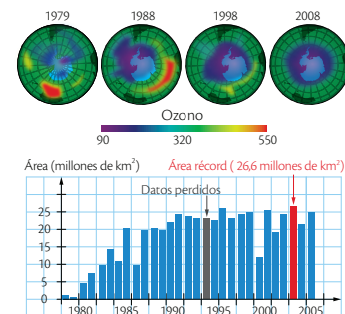 1979 1988 1998 2008
Ozono
90 320 550
Área (millones de km²) Área récord ( 26,6 millones de km²)
Datos perdidos
25
20
15
10
5
0
1980 1985 1990 1995 2000 2005